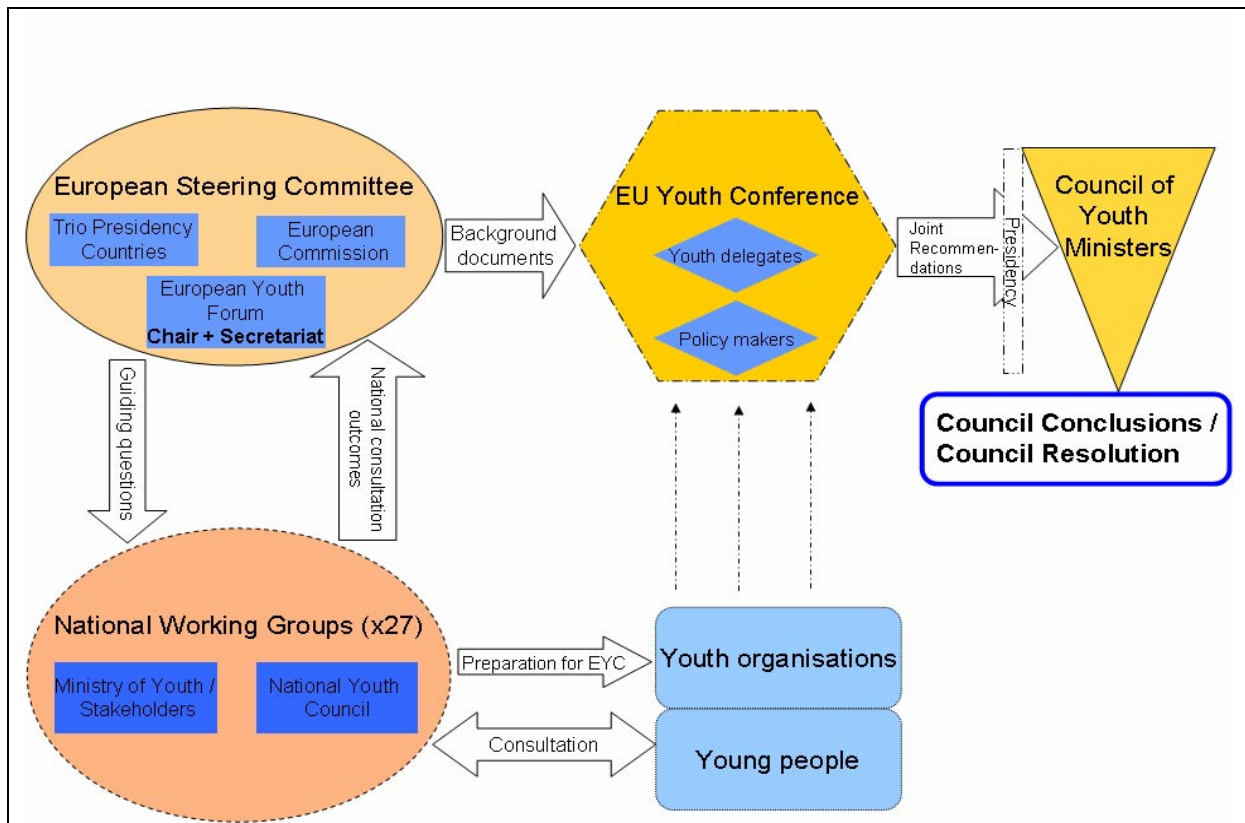 European Steering Committee
Trio Presidency
Countries
European
Commission
European Youth
Forum
Chair + Secretariat
Background
documents
EU Youth Conference
Youth delegates
Policy makers
Joint
Recommen-
dations
Presidency
Council of
Youth
Ministers
Council Conclusions /
Council Resolution
Guiding questions
National consultation
outcomes
National Working Groups (x27)
Ministry of Youth /
Stakeholders
National Youth
Council
Preparation for EYC
Consultation
Youth organisations
Young people